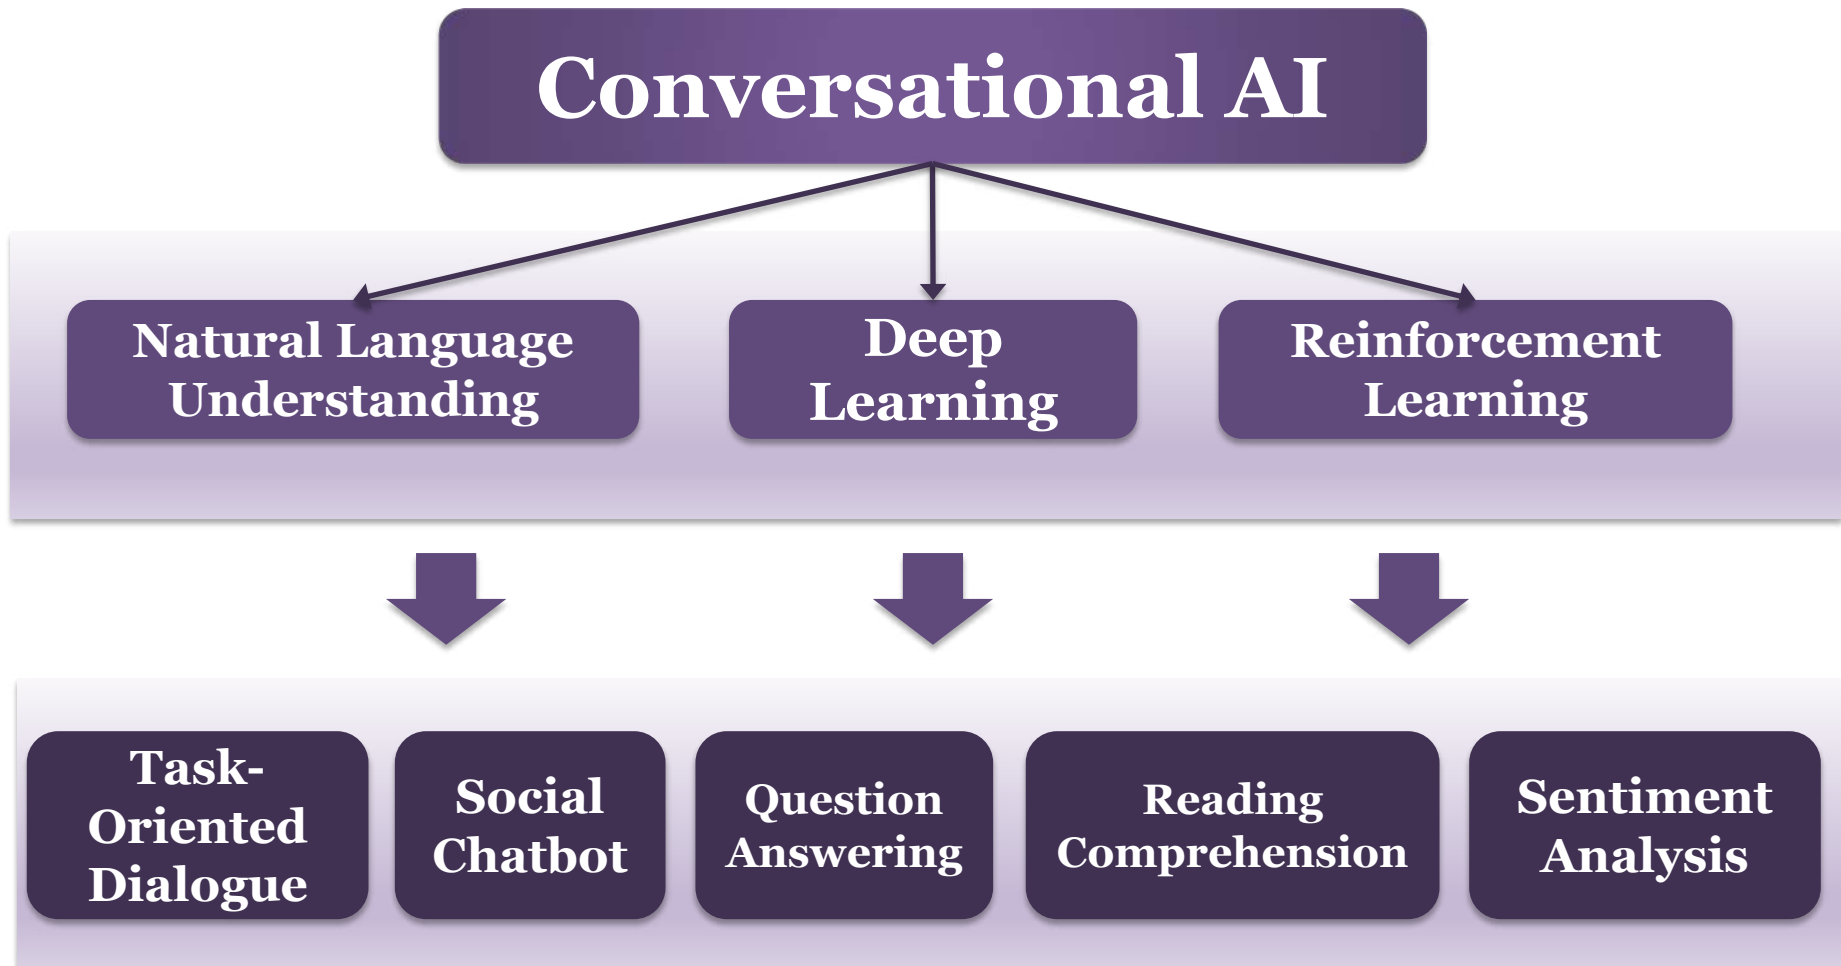 Conversational AI
Natural Language
Understanding
Deep
Learning
Reinforcement
Learning
Task-
Oriented
Dialogue
Social
Chatbot
Question
Answering
Reading
Comprehension
Sentiment
Analysis